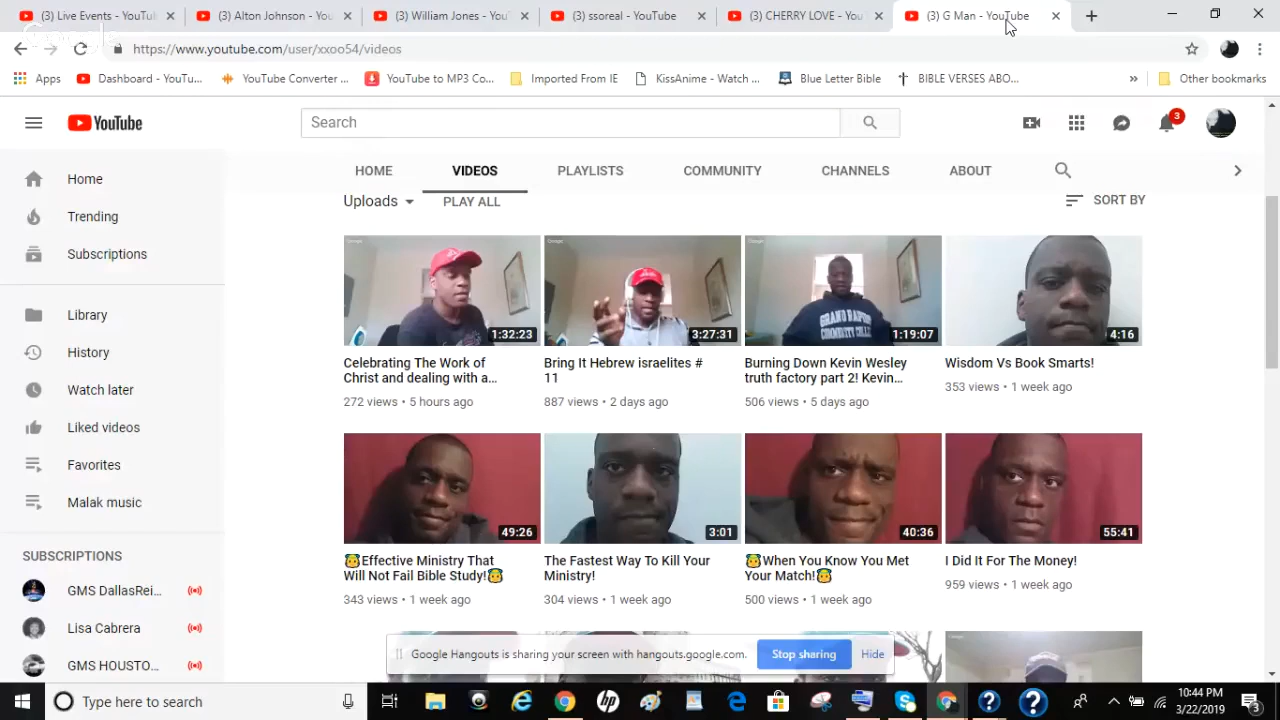 (3) Live Events - YouTub
(3) Alton Johnson - YouT
(3) William Jones - YouTu
(3) ssoreal - YouTube
(3) CHERRY LOVE - You
(3) G Man - YouTube
https://www.youtube.com/user/xxoo54/videos
Apps
Dashboard - YouTu...
YouTube Converter ...
YouTube to MP3 Co...
Imported From IE
KissAnime - Watch ...
Blue Letter Bible
BIBLE VERSES ABO...
»
Other bookmarks
YouTube
Search
3
HOME
VIDEOS
PLAYLISTS
COMMUNITY
CHANNELS
ABOUT
Uploads
PLAY ALL
SORT BY
Home
Trending
Subscriptions
Library
History
Watch later
Liked videos
Favorites
Malak music
SUBSCRIPTIONS
GMS DallasRei...
Lisa Cabrera
GMS HOUSTO...
1:32:23
Celebrating The Work of
Christ and dealing with a...
272 views • 5 hours ago
3:27:31
Bring It Hebrew israelites #
11
887 views • 2 days ago
GRAND RAPIDS
COMMUNITY COLLEGE
1:19:07
Burning Down Kevin Wesley
truth factory part 2! Kevin...
506 views • 5 days ago
4:16
Wisdom Vs Book Smarts!
353 views • 1 week ago
49:26
😇Effective Ministry That
Will Not Fail Bible Study!😇
343 views • 1 week ago
3:01
The Fastest Way To Kill Your
Ministry!
304 views • 1 week ago
40:36
😇When You Know You Met
Your Match!😇
500 views • 1 week ago
55:41
I Did It For The Money!
959 views • 1 week ago
Google Hangouts is sharing your screen with hangouts.google.com.
Stop sharing
Hide
Type here to search
10:44 PM
3/22/2019
3